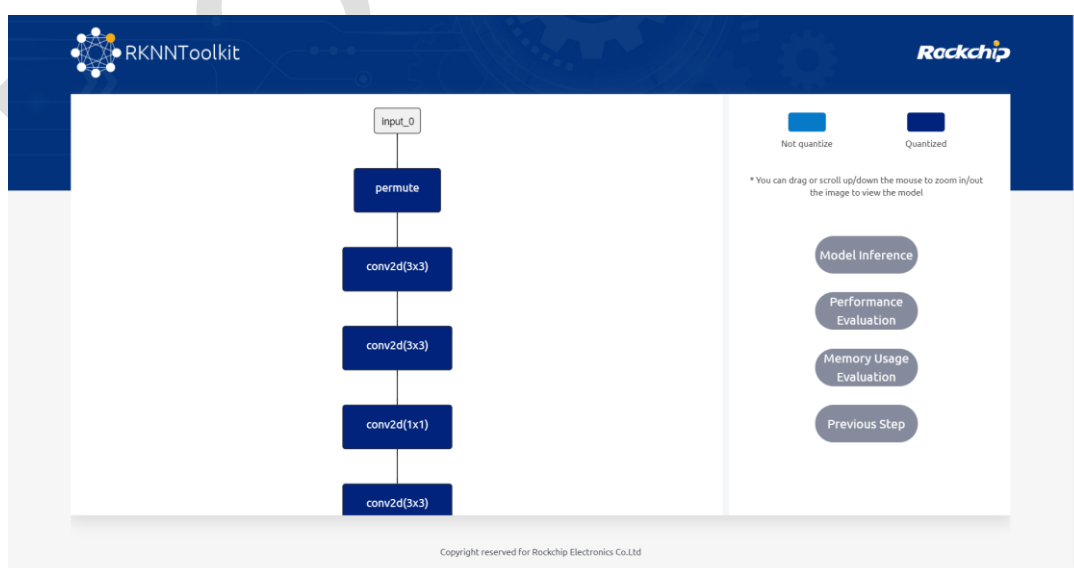 RKNNToolkit
Rockchip
input_0
permute
conv2d(3x3)
conv2d(3x3)
conv2d(1x1)
conv2d(3x3)
Not quantize
Quantized
* You can drag or scroll up/down the mouse to zoom in/out
the image to view the model
Model Inference
Performance
Evaluation
Memory Usage
Evaluation
Previous Step
Copyright reserved for Rockchip Electronics Co.Ltd